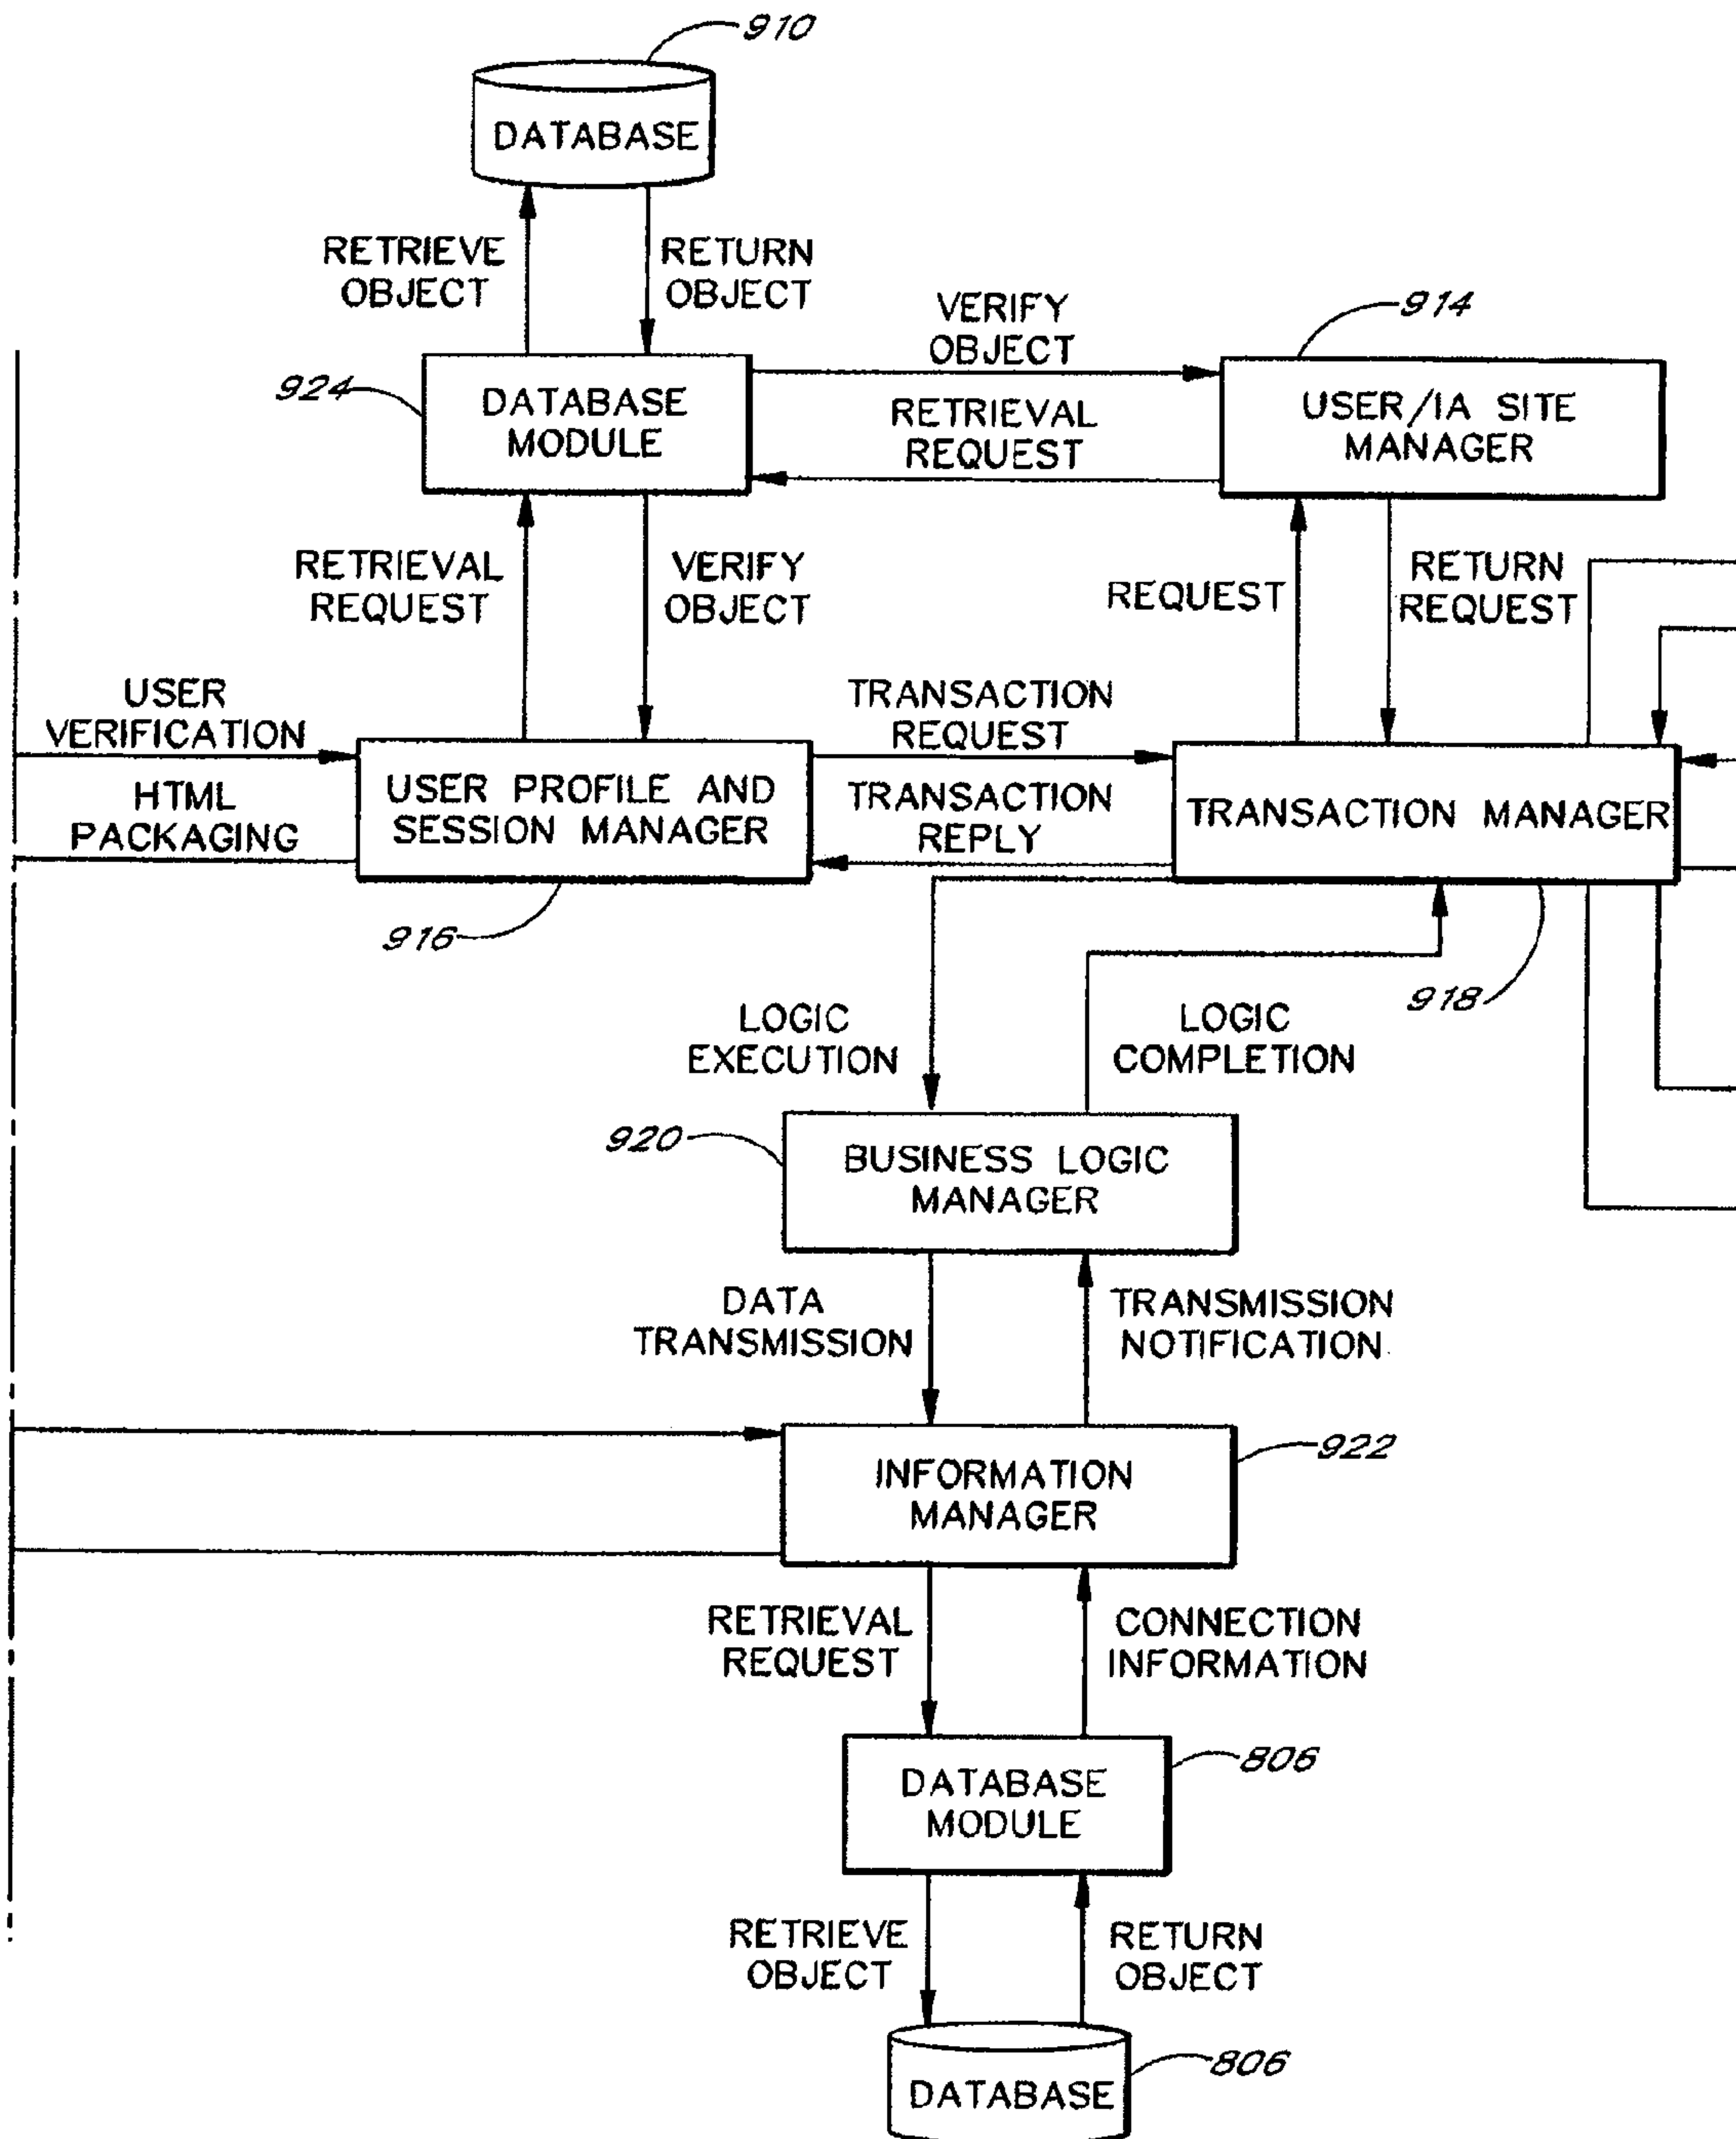 910
DATABASE
RETRIEVE
OBJECT
RETURN
OBJECT
VERIFY
OBJECT
914
924
DATABASE
MODULE
RETRIEVAL
REQUEST
USER/IA SITE
MANAGER
RETRIEVAL
REQUEST
VERIFY
OBJECT
REQUEST
RETURN
REQUEST
USER
VERIFICATION
TRANSACTION
REQUEST
HTML
PACKAGING
USER PROFILE AND
SESSION MANAGER
TRANSACTION
REPLY
TRANSACTION MANAGER
916
918
LOGIC
EXECUTION
LOGIC
COMPLETION
920
BUSINESS LOGIC
MANAGER
DATA
TRANSMISSION
TRANSMISSION
NOTIFICATION
922
INFORMATION
MANAGER
RETRIEVAL
REQUEST
CONNECTION
INFORMATION
806
DATABASE
MODULE
RETRIEVE
OBJECT
RETURN
OBJECT
806
DATABASE